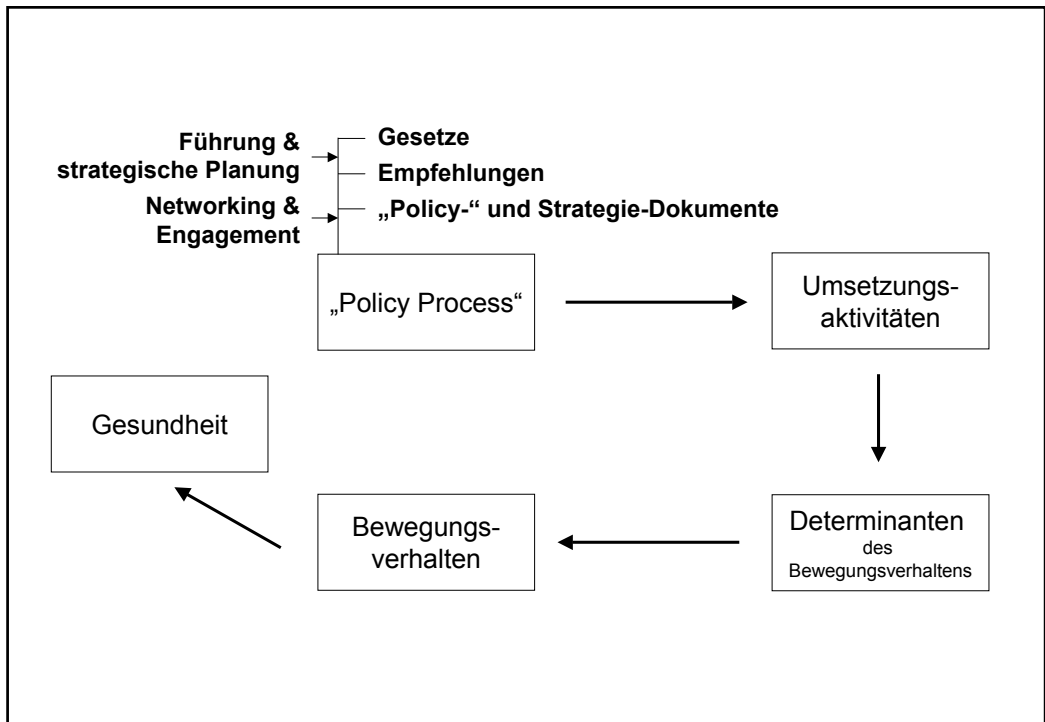 Führung &
strategische Planung
Networking &
Engagement
Gesetze
Empfehlungen
„Policy-“ und Strategie-Dokumente
„Policy Process“
Umsetzungs-
aktivitäten
Gesundheit
Bewegungs-
verhalten
Determinanten
des
Bewegungsverhaltens